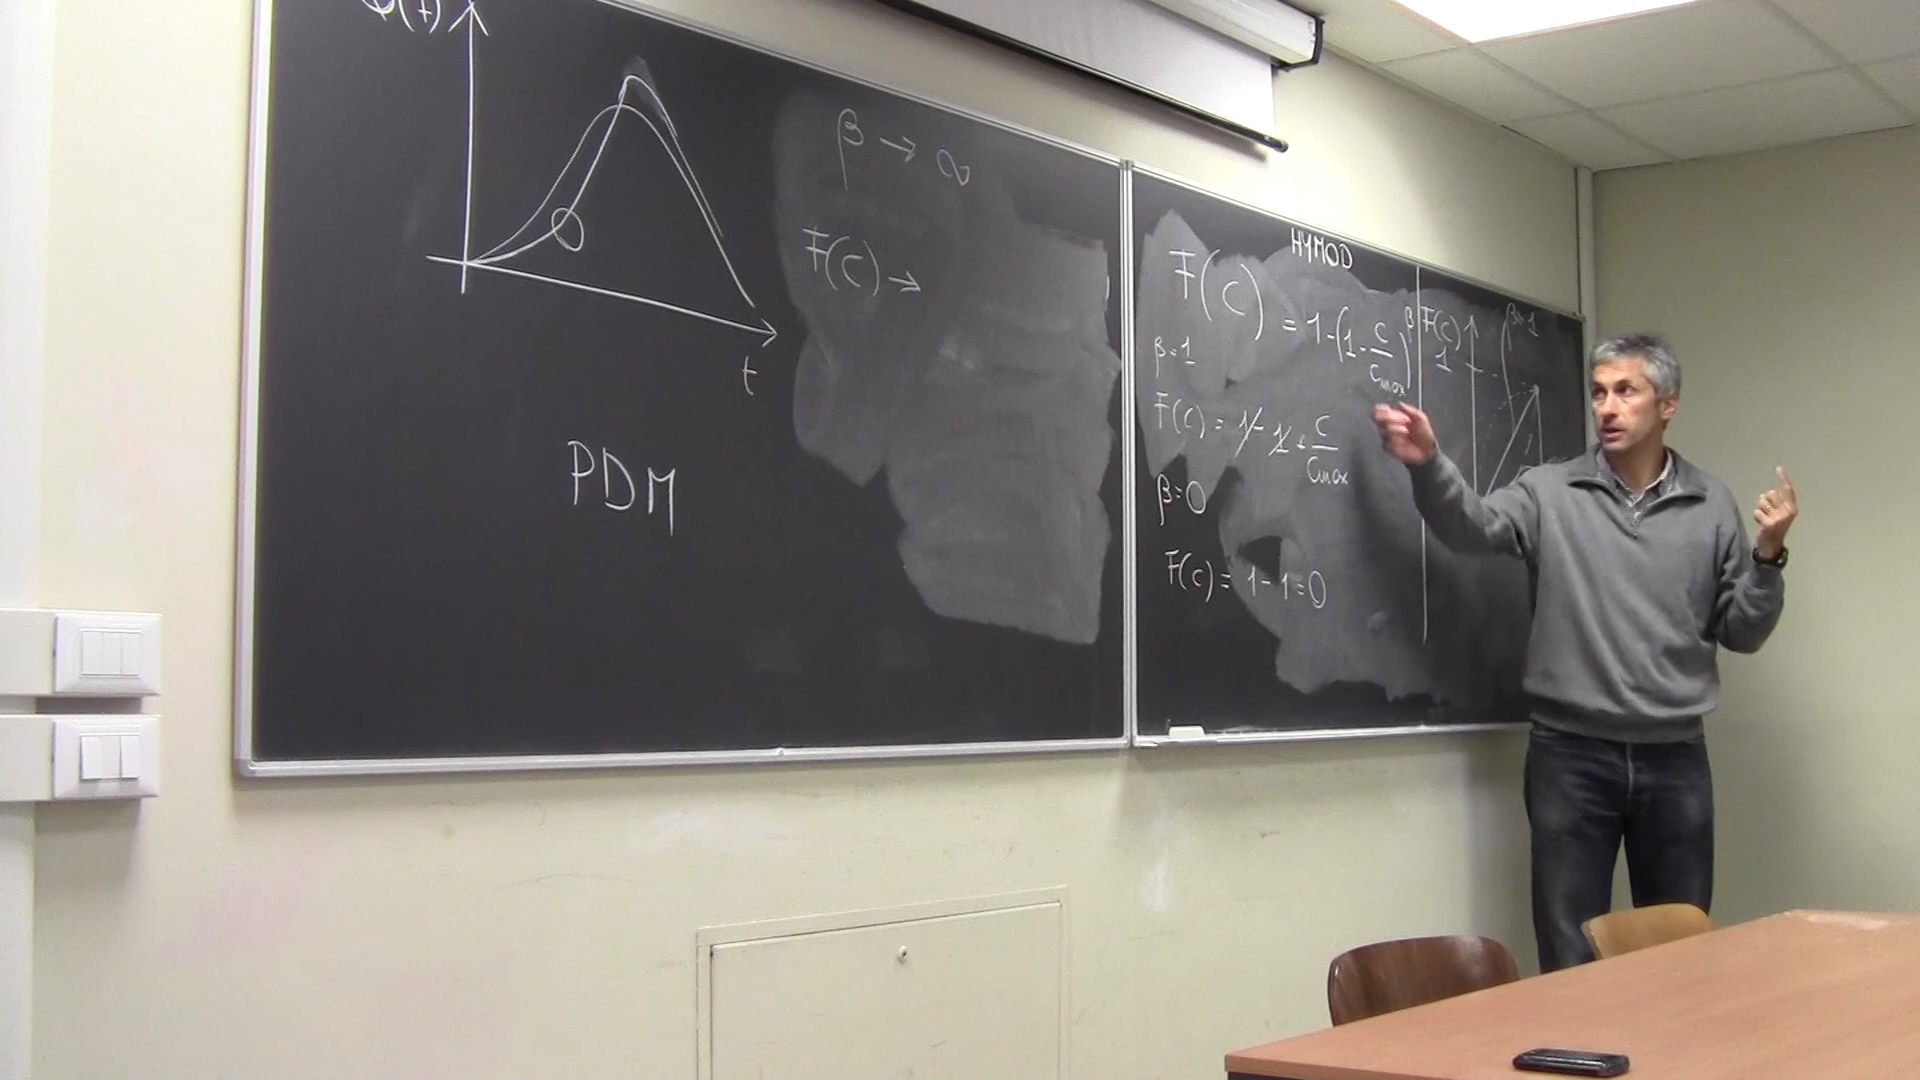 Q(t)
t
PDM
β → ∞
F(C) →
HYMOD
F(C) = 1-(1-C/Cmax)^β
β=1
F(C) = 1-1+C/Cmax
β=0
F(C) = 1-1=0
F(C)
1